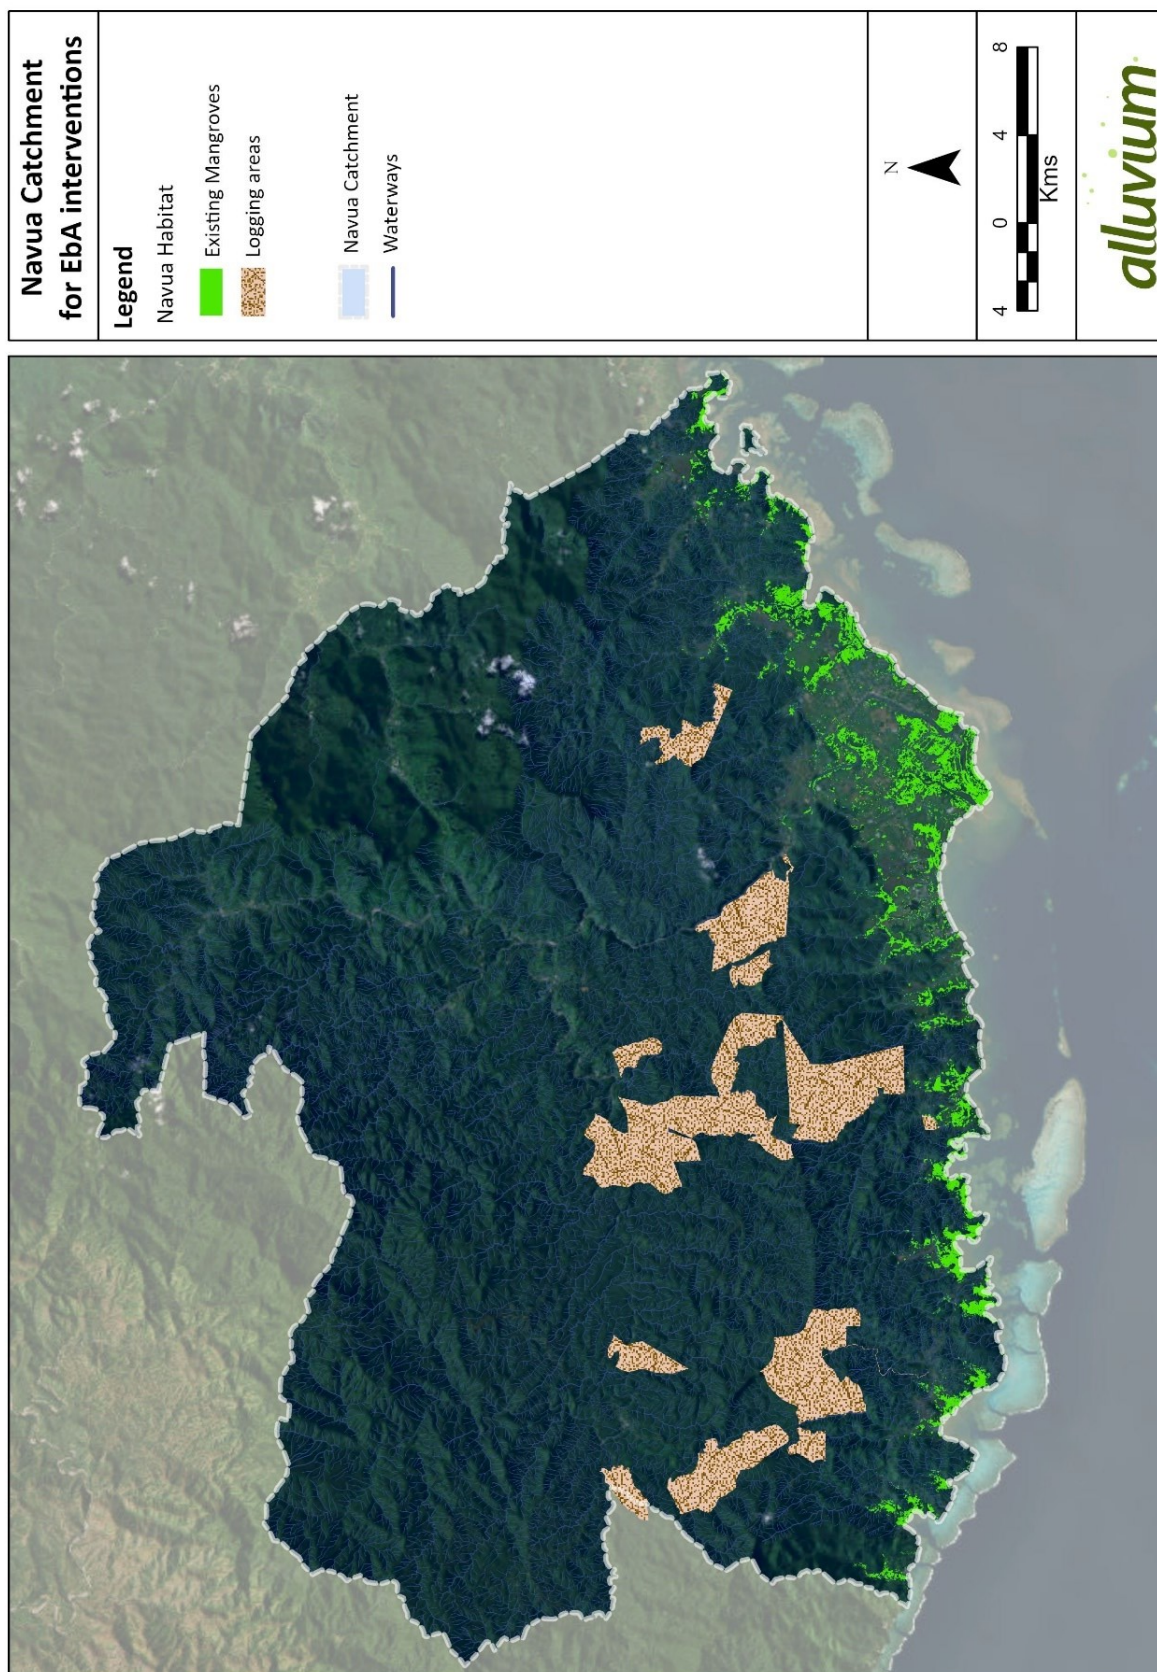 Navua Catchment
for EbA interventions
Legend
Navua Habitat
Existing Mangroves
Logging areas
Navua Catchment
Waterways
N
4 0 4 8
Kms
alluvium